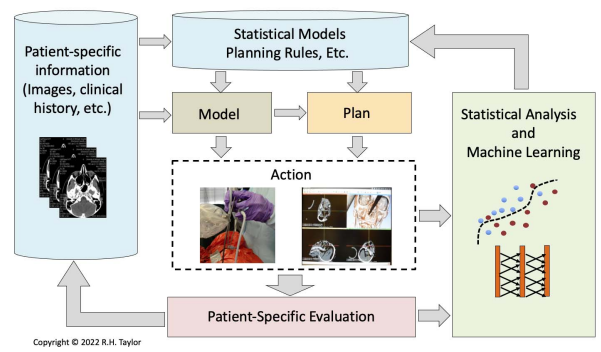 Patient-specific
information
(Images, clinical
history, etc.)
Statistical Models
Planning Rules, Etc.
Model
Plan
Statistical Analysis
and
Machine Learning
Action
Patient-Specific Evaluation
Copyright © 2022 R.H. Taylor